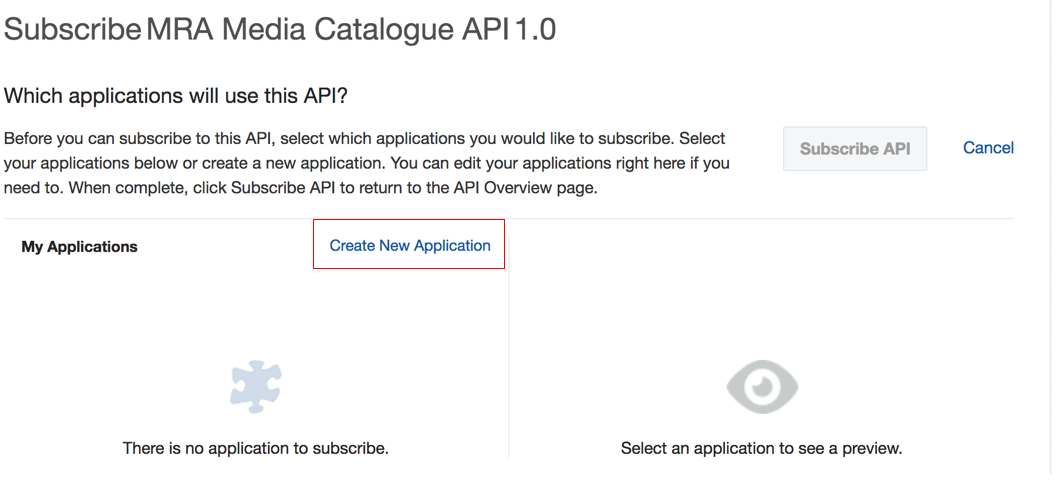 Subscribe MRA Media Catalogue API 1.0
Which applications will use this API?
Before you can subscribe to this API, select which applications you would like to subscribe. Select
your applications below or create a new application. You can edit your applications right here if you
need to. When complete, click Subscribe API to return to the API Overview page.
Subscribe API
Cancel
My Applications
Create New Application
There is no application to subscribe.
Select an application to see a preview.